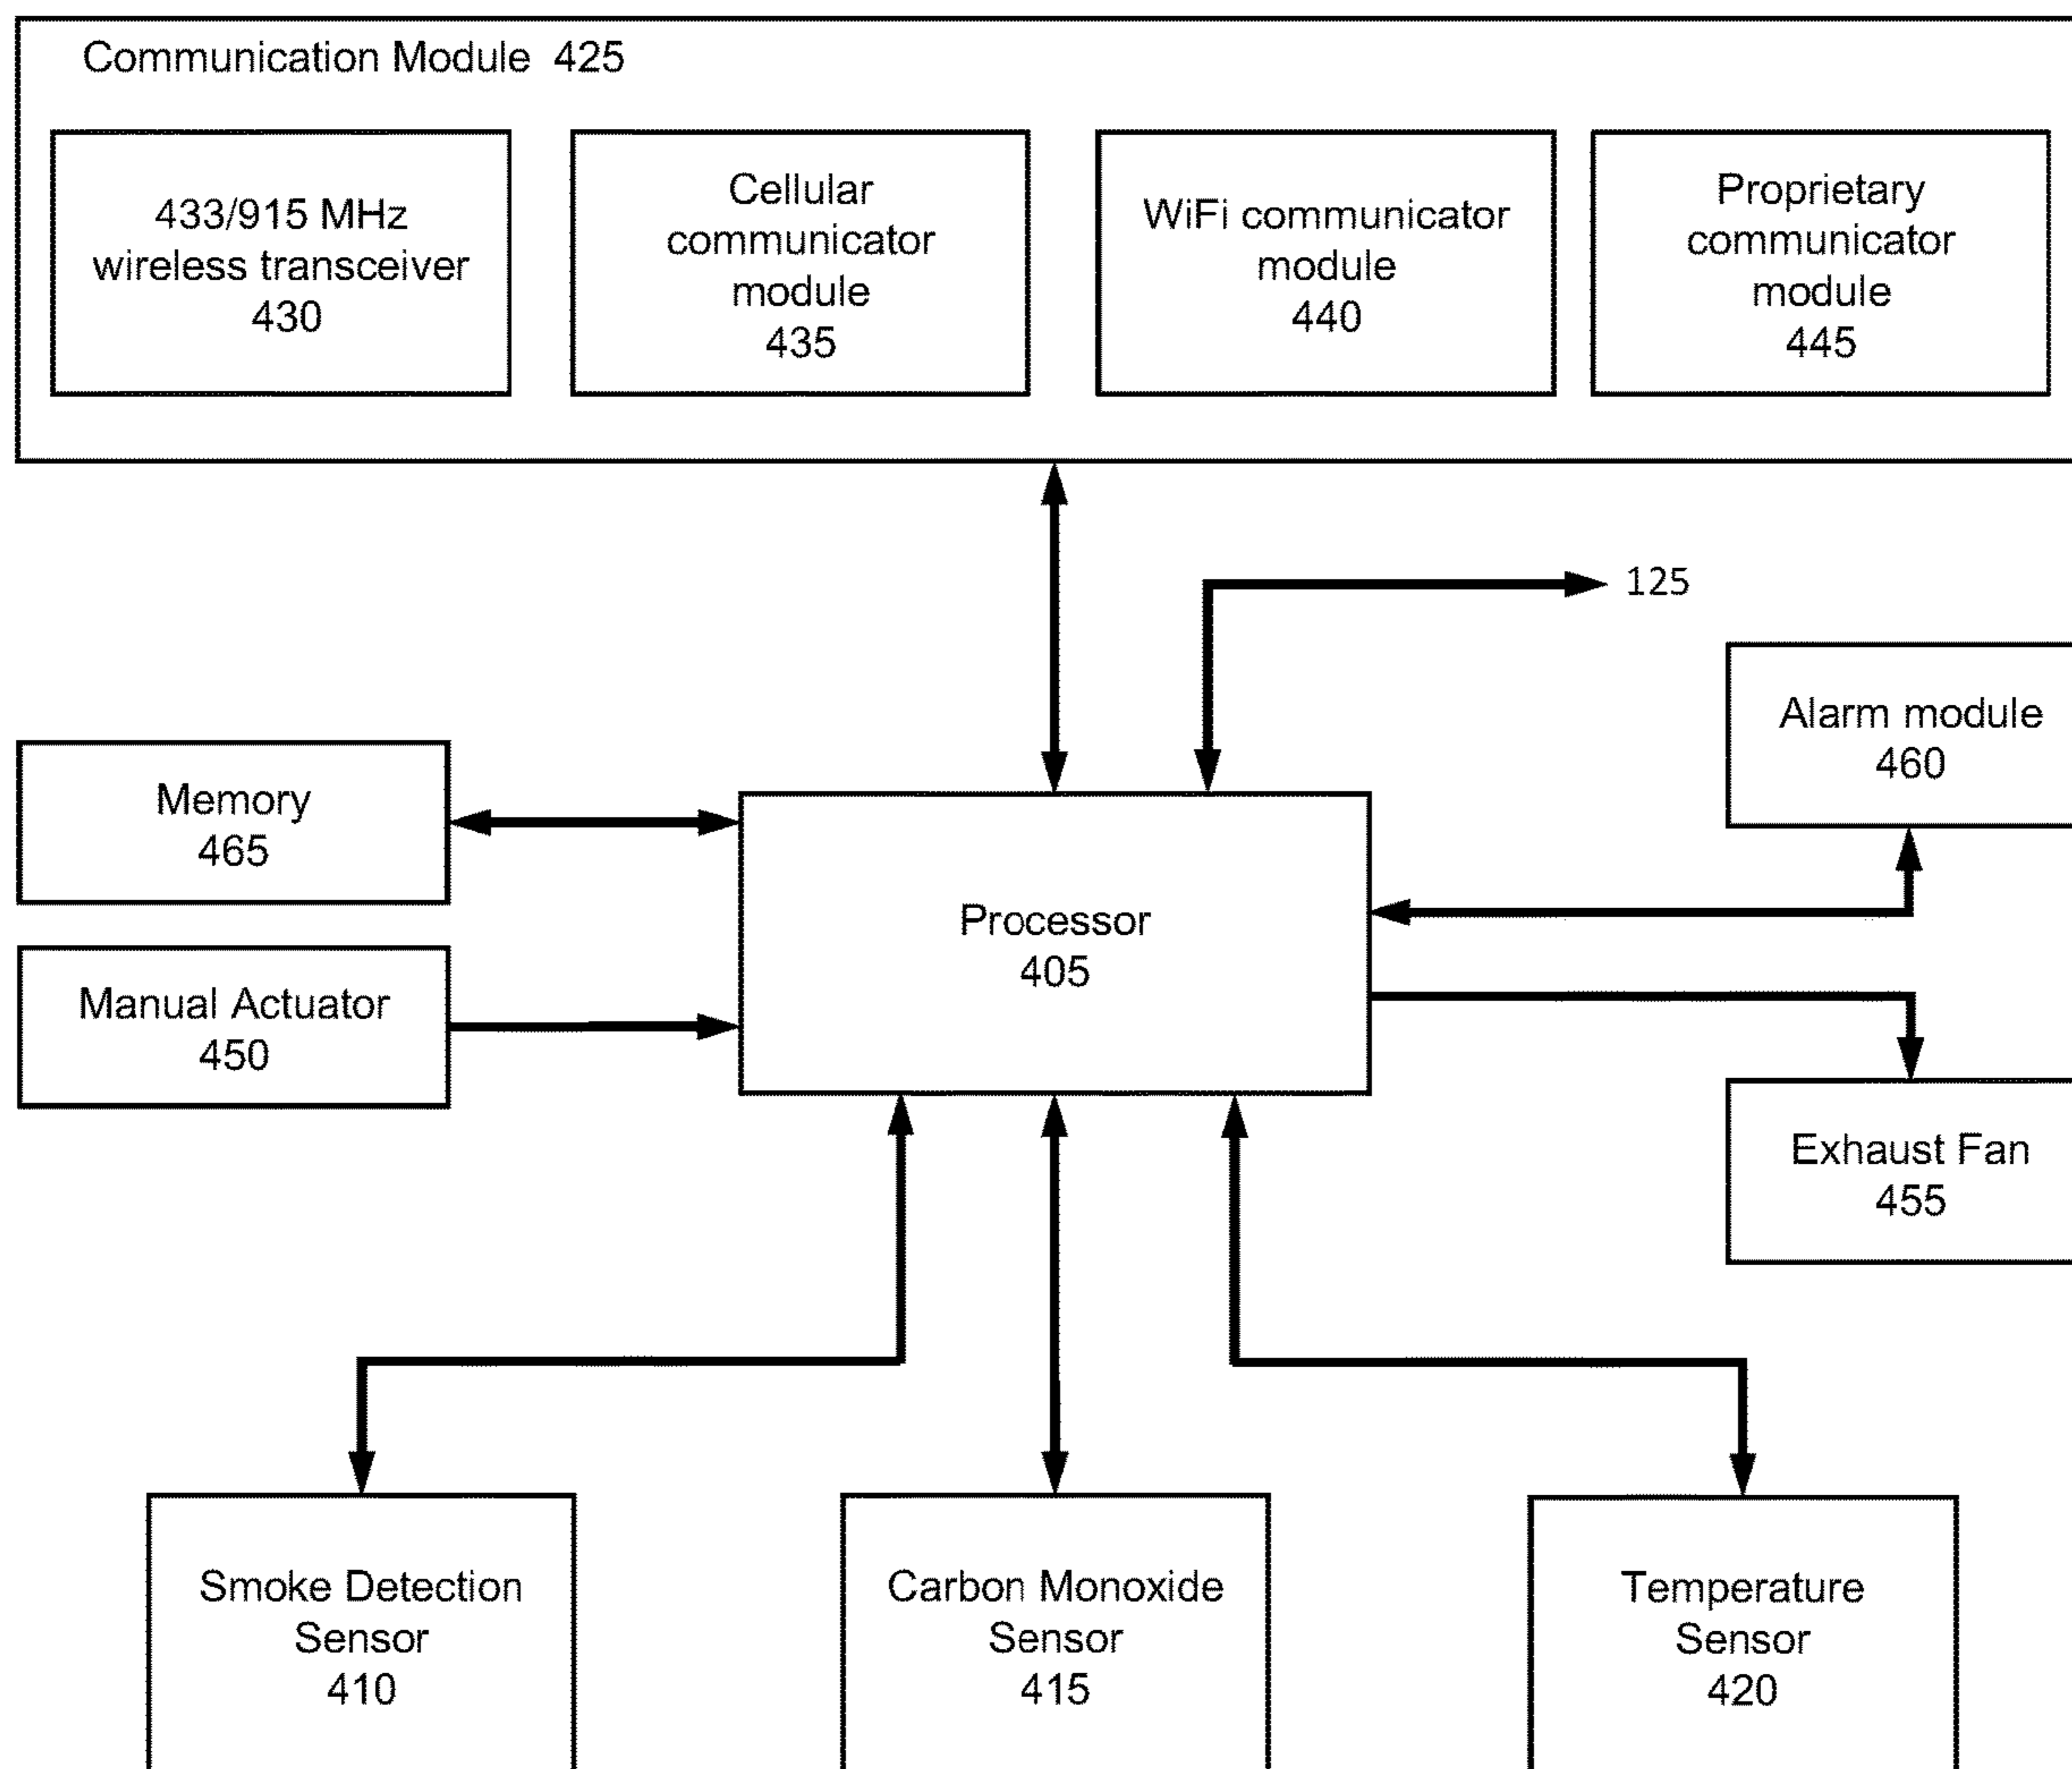 Communication Module 425
433/915 MHz
wireless transceiver
430
Cellular
communicator
module
435
WiFi communicator
module
440
Proprietary
communicator
module
445
125
Alarm module
460
Memory
465
Processor
405
Manual Actuator
450
Exhaust Fan
455
Smoke Detection
Sensor
410
Carbon Monoxide
Sensor
415
Temperature
Sensor
420